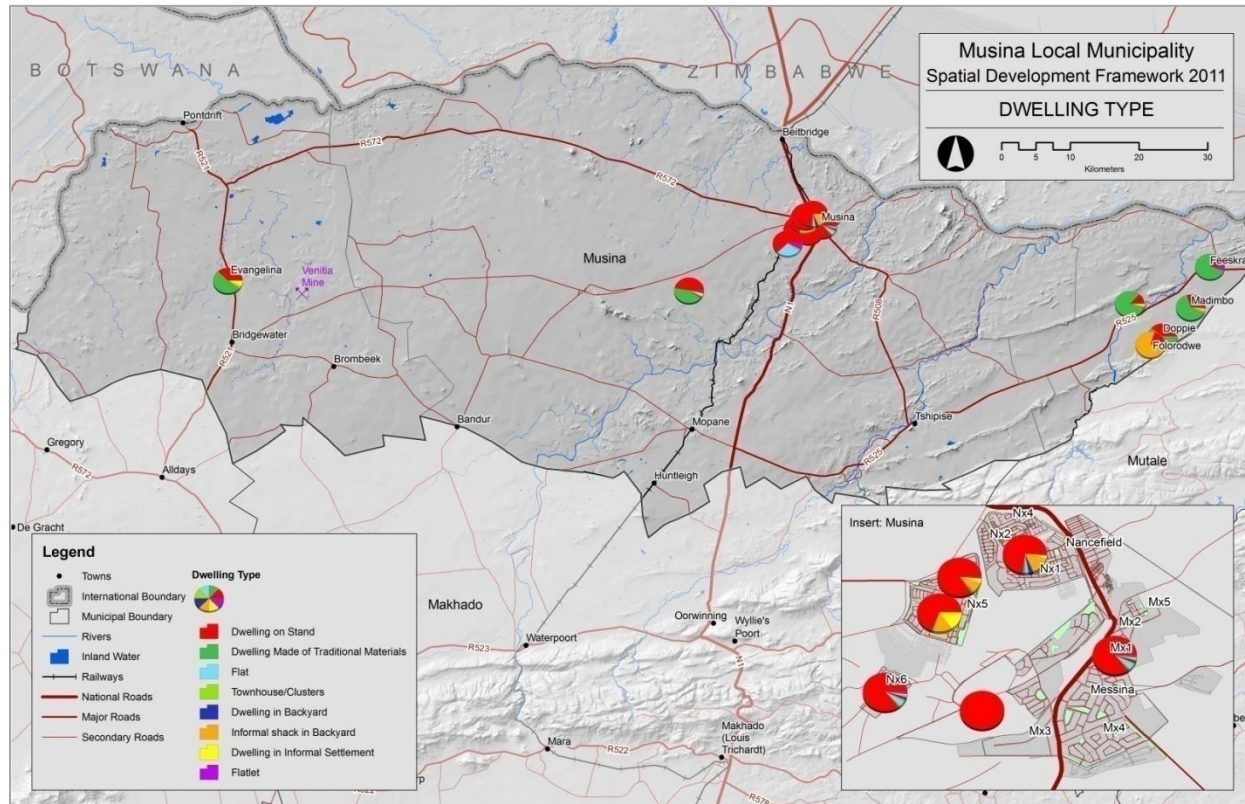 Musina Local Municipality
Spatial Development Framework 2011
DWELLING TYPE
0 5 10 20 30
Kilometers
BOTSWANA
ZIMBABWE
Pontdrift
Beitbridge
R572
R521
R572
Musina
Evangelina
Venitia
Mine
Musina
Feeskra
Madimbo
N1
R508
R525
Doppie
Folorodwe
Bridgewater
R521
Brombeek
Bandur
Mopane
Tshipise
Gregory
R572
Alldays
Huntleigh
R525
Mutale
De Gracht
Makhado
Oorwinning
Wyllie's
Poort
Waterpoort
R523
N1
Mara
R522
Makhado
(Louis
Trichardt)
R522
R578
Legend
Towns
International Boundary
Municipal Boundary
Rivers
Inland Water
Railways
National Roads
Major Roads
Secondary Roads
Dwelling Type
Dwelling on Stand
Dwelling Made of Traditional Materials
Flat
Townhouse/Clusters
Dwelling in Backyard
Informal shack in Backyard
Dwelling in Informal Settlement
Flatlet
Insert: Musina
Nx4
Nx2
Nancefield
Nx1
Nx5
Mx5
Mx2
Mx1
Nx6
Messina
Mx3
Mx4